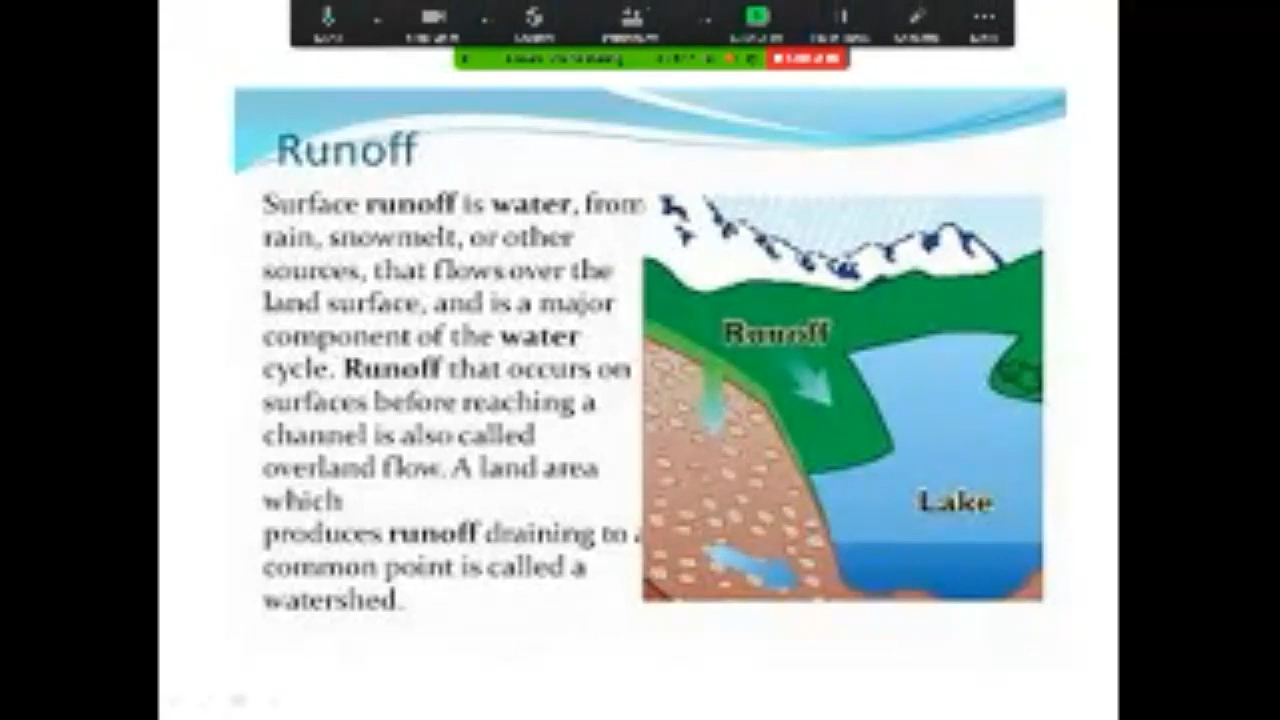 Runoff
Surface runoff is water, from
rain, snowmelt, or other
sources, that flows over the
land surface, and is a major
component of the water
cycle. Runoff that occurs on
surfaces before reaching a
channel is also called
overland flow. A land area
which
produces runoff draining to a
common point is called a
watershed.
Runoff
Lake